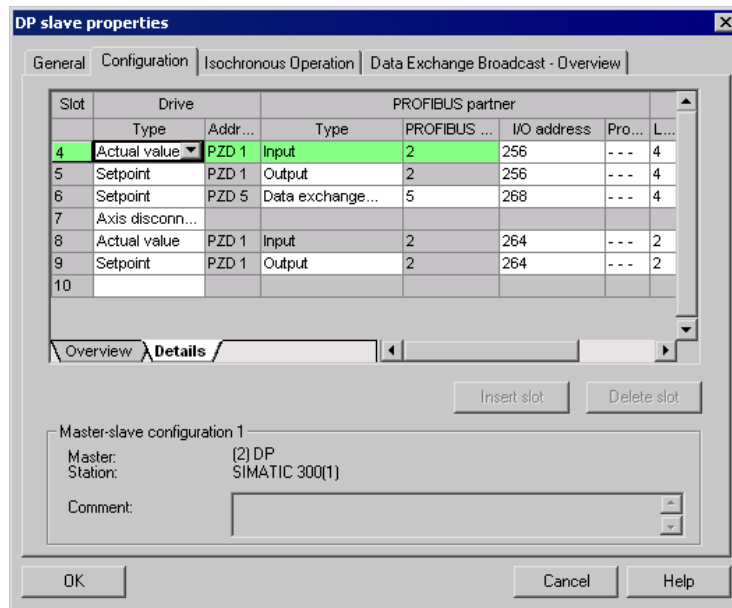 DP slave properties
General Configuration Isochronous Operation Data Exchange Broadcast - Overview
Slot Drive PROFIBUS partner
Type Addr... Type PROFIBUS ... I/O address Pro... L...
4 Actual value PZD 1 Input 2 256 - - - 4
5 Setpoint PZD 1 Output 2 256 - - - 4
6 Setpoint PZD 5 Data exchange... 5 268 - - - 4
7 Axis disconn...
8 Actual value PZD 1 Input 2 264 - - - 2
9 Setpoint PZD 1 Output 2 264 - - - 2
10
Overview Details
Insert slot Delete slot
Master-slave configuration 1
Master: (2) DP
Station: SIMATIC 300(1)
Comment:
OK Cancel Help